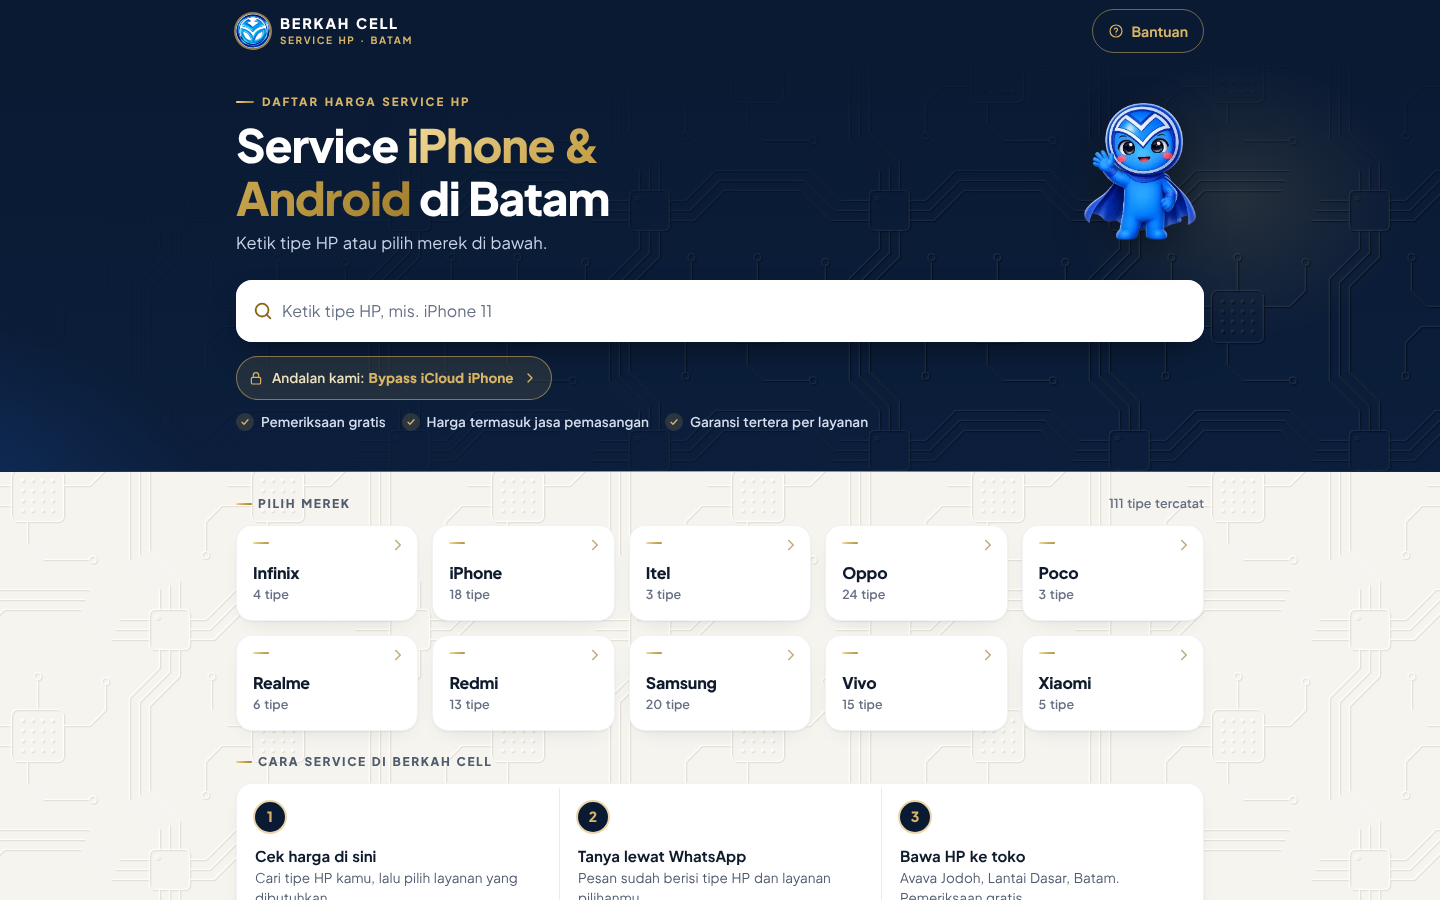 BERKAH CELL
SERVICE HP · BATAM
Bantuan
DAFTAR HARGA SERVICE HP
Service iPhone &
Android di Batam
Ketik tipe HP atau pilih merek di bawah.
Ketik tipe HP, mis. iPhone 11
Andalan kami: Bypass iCloud iPhone
Pemeriksaan gratis
Harga termasuk jasa pemasangan
Garansi tertera per layanan
PILIH MEREK
111 tipe tercatat
Infinix
4 tipe
iPhone
18 tipe
Itel
3 tipe
Oppo
24 tipe
Poco
3 tipe
Realme
6 tipe
Redmi
13 tipe
Samsung
20 tipe
Vivo
15 tipe
Xiaomi
5 tipe
CARA SERVICE DI BERKAH CELL
1
Cek harga di sini
Cari tipe HP kamu, lalu pilih layanan yang
dibutuhkan.
2
Tanya lewat WhatsApp
Pesan sudah berisi tipe HP dan layanan
pilihanmu.
3
Bawa HP ke toko
Avava Jodoh, Lantai Dasar, Batam.
Pemeriksaan gratis.